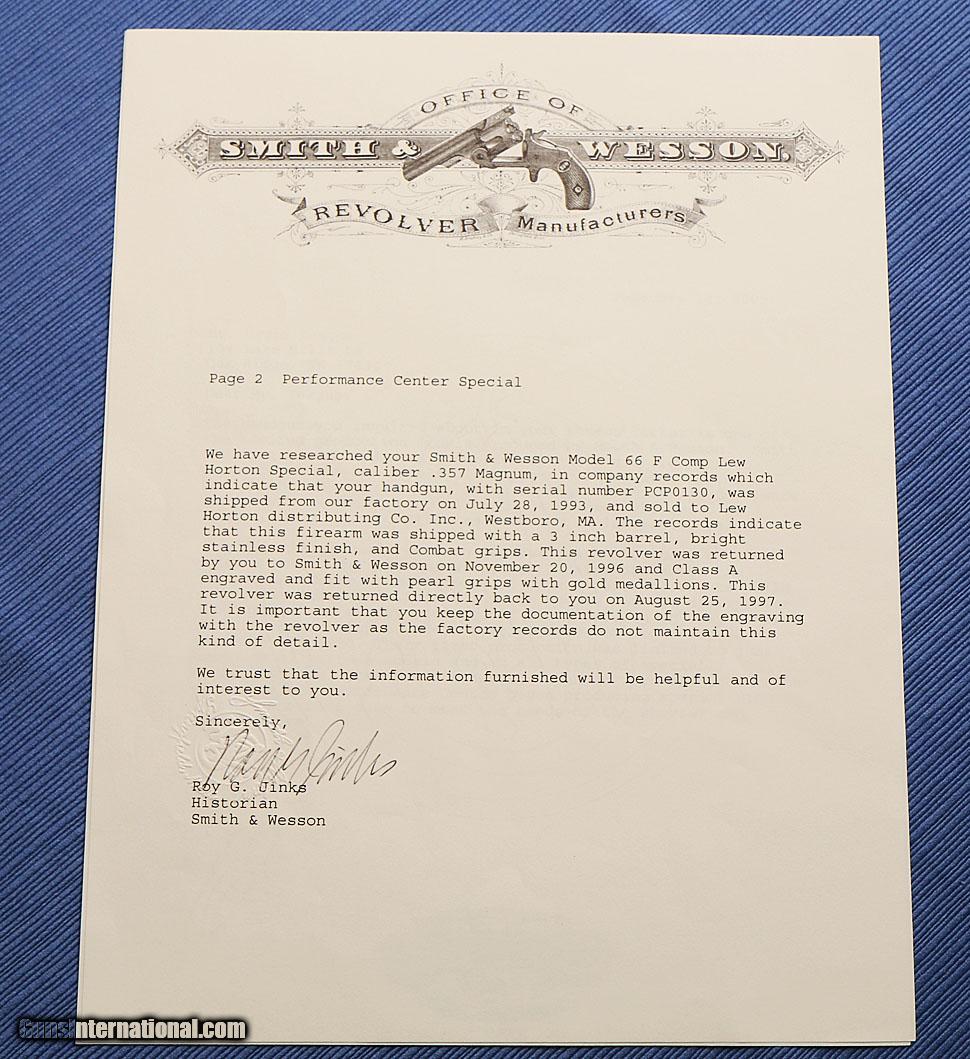 OFFICE OF
SMITH & WESSON.
REVOLVER Manufacturers
Page 2 Performance Center Special
We have researched your Smith & Wesson Model 66 F Comp Lew
Horton Special, caliber .357 Magnum, in company records which
indicate that your handgun, with serial number PCP0130, was
shipped from our factory on July 28, 1993, and sold to Lew
Horton distributing Co. Inc., Westboro, MA. The records indicate
that this firearm was shipped with a 3 inch barrel, bright
stainless finish, and Combat grips. This revolver was returned
by you to Smith & Wesson on November 20, 1996 and Class A
engraved and fit with pearl grips with gold medallions. This
revolver was returned directly back to you on August 25, 1997.
It is important that you keep the documentation of the engraving
with the revolver as the factory records do not maintain this
kind of detail.
We trust that the information furnished will be helpful and of
interest to you.
Sincerely,
Roy G. Jinks
Roy G. Jinks
Historian
Smith & Wesson
GunsInternational.com